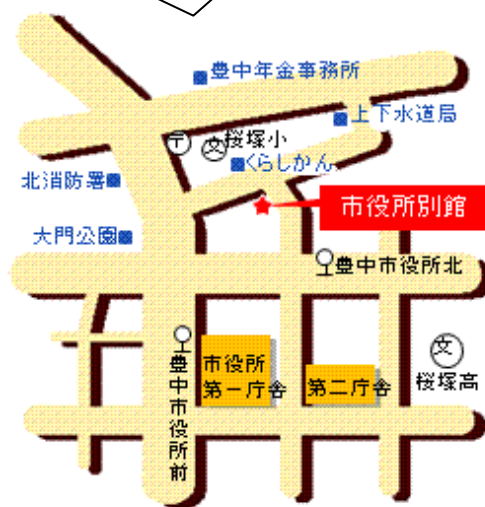 豊中年金事務所
上下水道局
〒
文
桜塚小
くらしかん
北消防署
市役所別館
大門公園
豊中市役所北
豊中市役所前
市役所
第一庁舎
第二庁舎
文
桜塚高